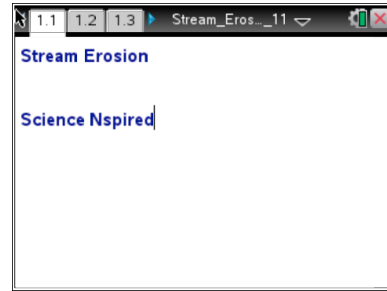 1.1 1.2 1.3 Stream_Eros..._11
Stream Erosion
Science Nspired